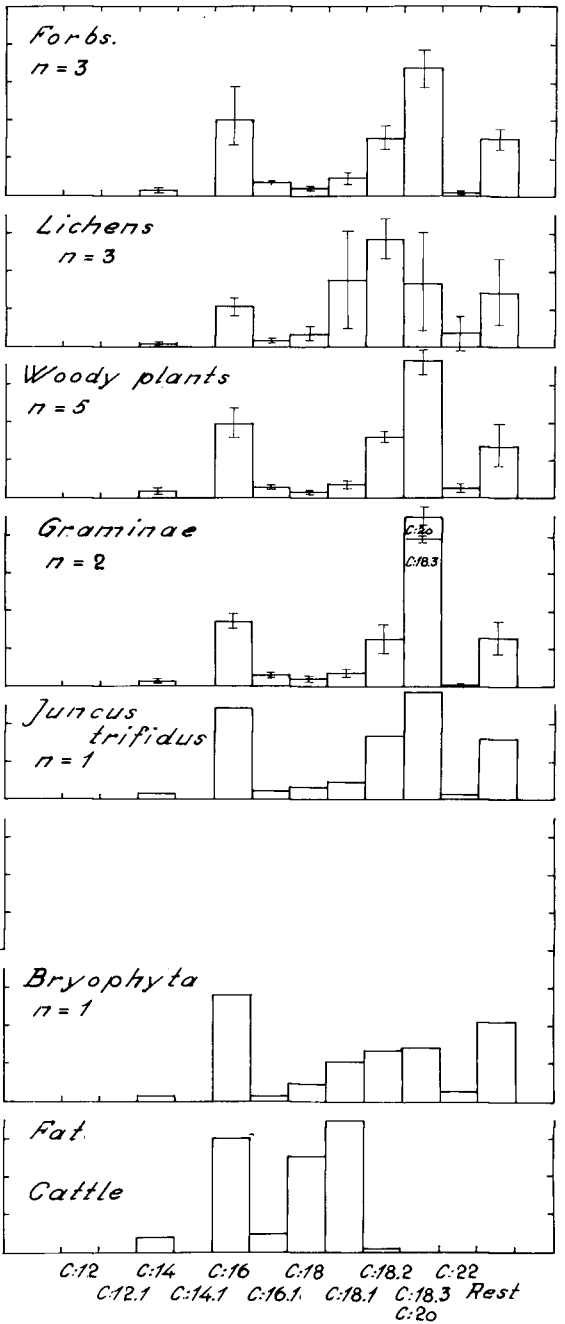 Forbs.
n = 3
Lichens
n = 3
Woody plants
n = 5
Graminae
n = 2
C:20
C:18.3
Juncus
trifidus
n = 1
Bryophyta
n = 1
Fat.
Cattle
C:12 C:14 C:16 C:18 C:18.2 C:22
C:12.1 C:14.1 C:16.1. C:18.1 C:18.3 Rest
C:20